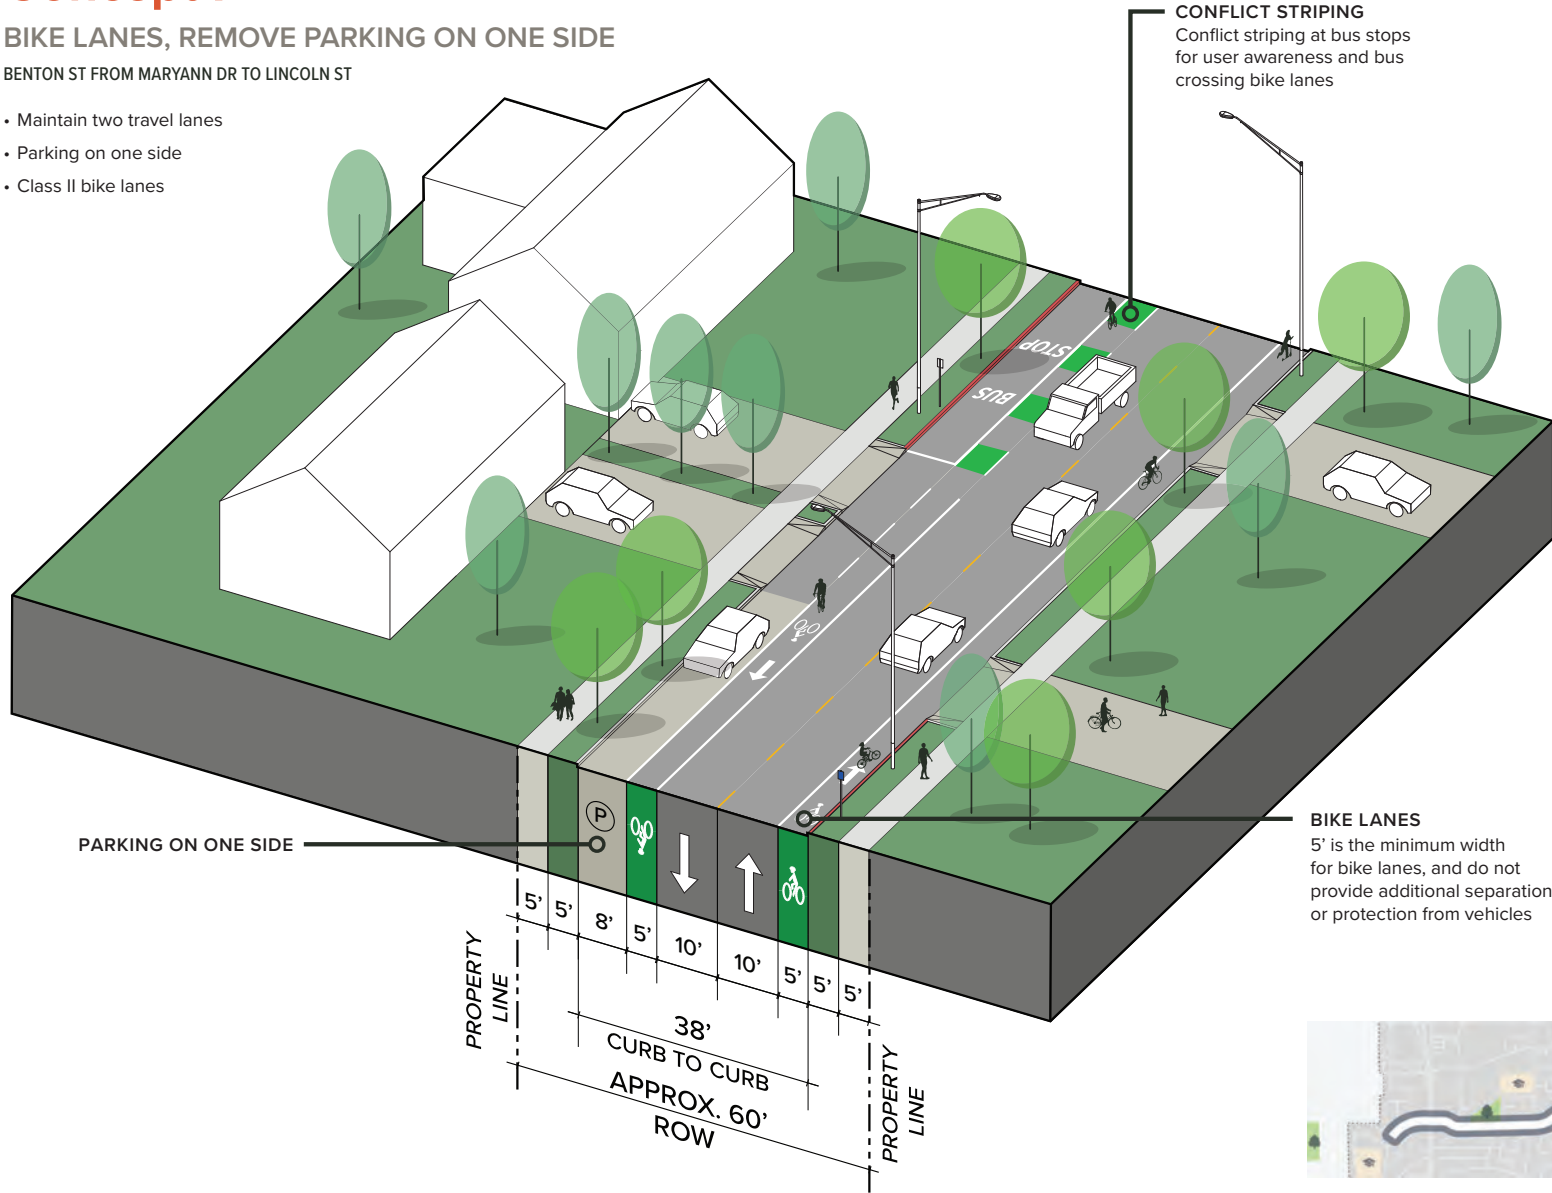 BIKE LANES, REMOVE PARKING ON ONE SIDE
BENTON ST FROM MARYANN DR TO LINCOLN ST
• Maintain two travel lanes
• Parking on one side
• Class II bike lanes
CONFLICT STRIPING
Conflict striping at bus stops
for user awareness and bus
crossing bike lanes
STOP
BUS
P
PARKING ON ONE SIDE
BIKE LANES
5’ is the minimum width
for bike lanes, and do not
provide additional separation
or protection from vehicles
5’
5’
8’
5’
10’
10’
5’
5’
5’
PROPERTY
LINE
38’
CURB TO CURB
APPROX. 60’
ROW
PROPERTY
LINE